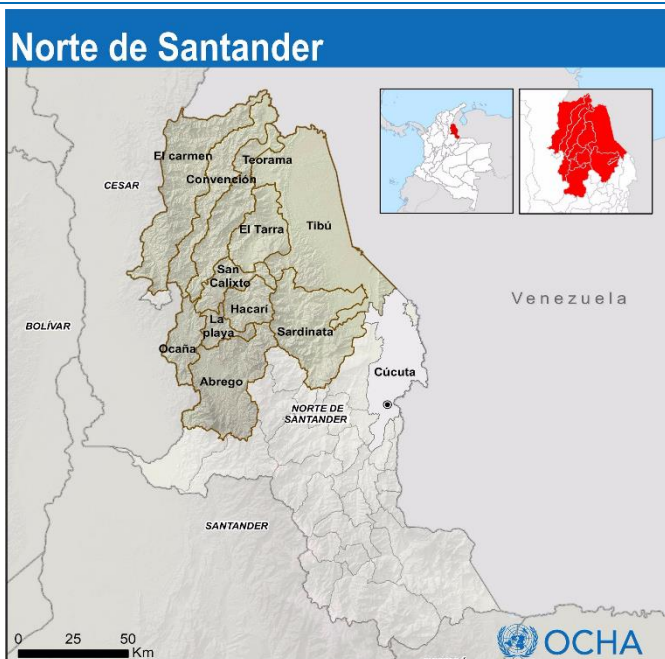 Norte de Santander
El carmen
Teorama
CESAR
Convención
El Tarra
Tibú
San
Calixto
Venezuela
Hacarí
BOLÍVAR
La
playa
Sardinata
Ocaña
Cúcuta
Abrego
NORTE DE
SANTANDER
SANTANDER
0 25 50
Km
OCHA